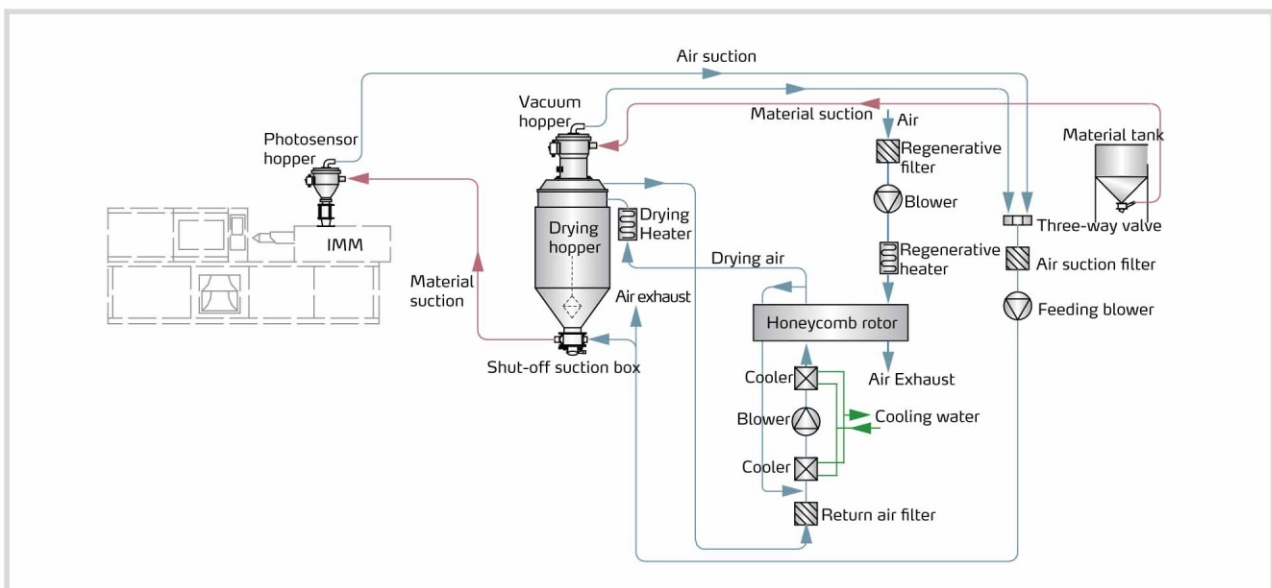 Air suction
Vacuum
hopper
Material suction
Air
Photosensor
hopper
Regenerative
filter
Material tank
Blower
IMM
Drying
hopper
Drying
Heater
Three-way valve
Drying air
Regenerative
heater
Air suction filter
Material
suction
Air exhaust
Feeding blower
Honeycomb rotor
Shut-off suction box
Cooler
Air Exhaust
Blower
Cooling water
Cooler
Return air filter